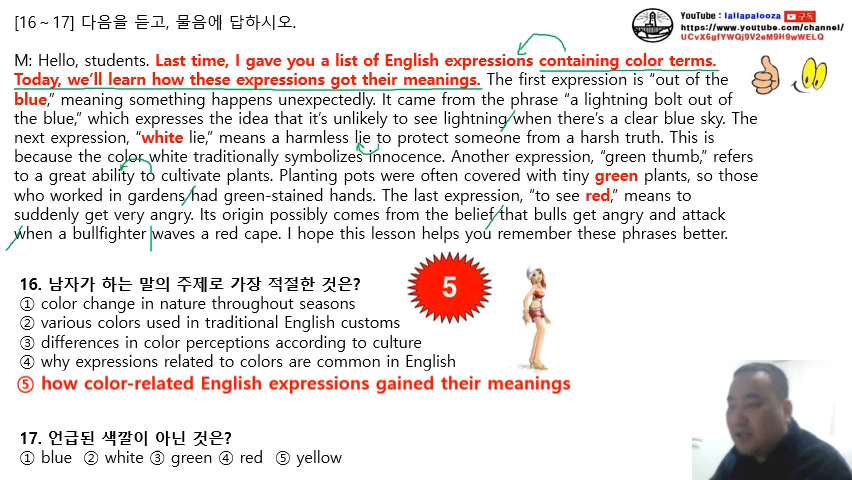 [16~17] 다음을 듣고, 물음에 답하시오.
YouTube : lallapalooza 구독
https://www.youtube.com/channel/
UCvX6gfYWQj9V2eM9H9wWELQ
M: Hello, students. Last time, I gave you a list of English expressions containing color terms.
Today, we'll learn how these expressions got their meanings. The first expression is “out of the
blue,” meaning something happens unexpectedly. It came from the phrase “a lightning bolt out of
the blue,” which expresses the idea that it's unlikely to see lightning when there's a clear blue sky. The
next expression, “white lie,” means a harmless lie to protect someone from a harsh truth. This is
because the color white traditionally symbolizes innocence. Another expression, “green thumb,” refers
to a great ability to cultivate plants. Planting pots were often covered with tiny green plants, so those
who worked in gardens had green-stained hands. The last expression, “to see red,” means to
suddenly get very angry. Its origin possibly comes from the belief that bulls get angry and attack
when a bullfighter waves a red cape. I hope this lesson helps you remember these phrases better.
16. 남자가 하는 말의 주제로 가장 적절한 것은?
① color change in nature throughout seasons
② various colors used in traditional English customs
③ differences in color perceptions according to culture
④ why expressions related to colors are common in English
⑤ how color-related English expressions gained their meanings
5
17. 언급된 색깔이 아닌 것은?
① blue ② white ③ green ④ red ⑤ yellow